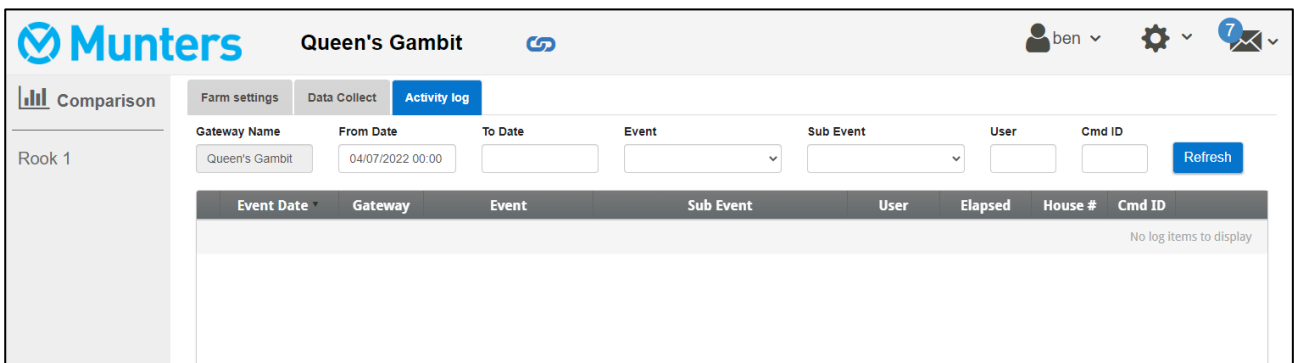 Munters Queen's Gambit ben 7
Comparison Farm settings Data Collect Activity log
Gateway Name From Date To Date Event Sub Event User Cmd ID
Rook 1 Queen's Gambit 04/07/2022 00:00 Refresh
Event Date Gateway Event Sub Event User Elapsed House # Cmd ID
No log items to display